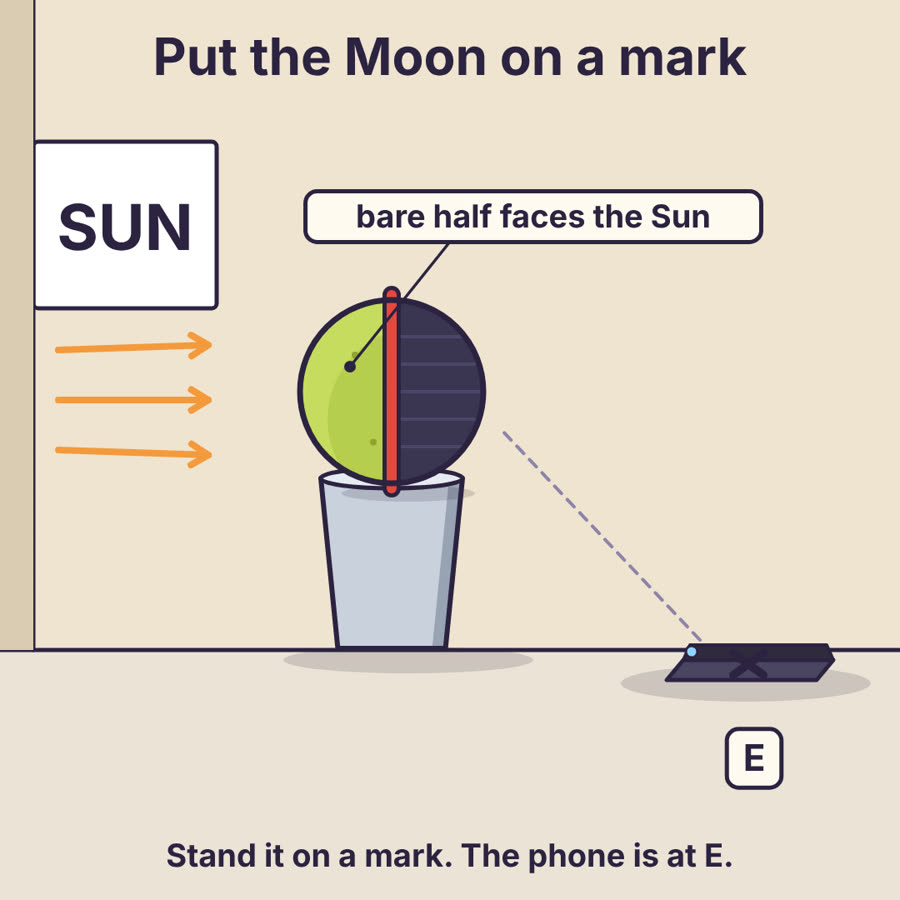 Put the Moon on a mark
SUN
bare half faces the Sun
E
Stand it on a mark. The phone is at E.